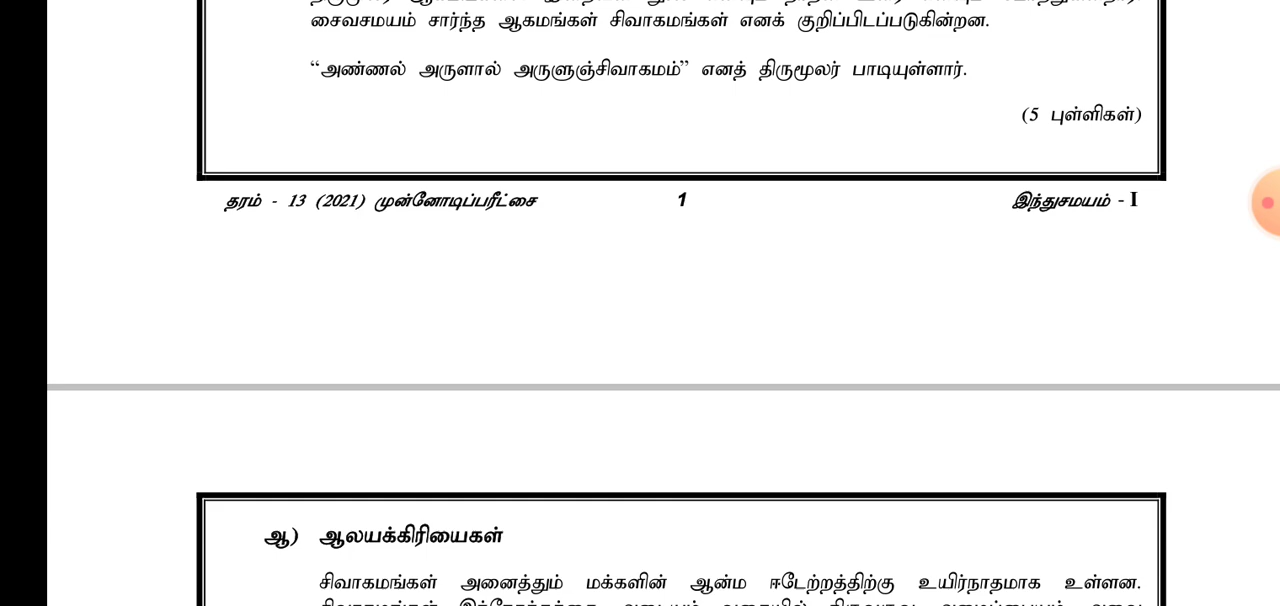 சைவசமயம் சார்ந்த ஆகமங்கள் சிவாகமங்கள் எனக் குறிப்பிடப்படுகின்றன.
“அண்ணல் அருளால் அருளுஞ்சிவாகமம்” எனத் திருமூலர் பாடியுள்ளார்.
(5 புள்ளிகள்)
தரம் - 13 (2021) முன்னோடிப்பரீட்சை 1 இந்துசமயம் - I
ஆ) ஆலயக்கிரியைகள்
சிவாகமங்கள் அனைத்தும் மக்களின் ஆன்ம ஈடேற்றத்திற்கு உயிர்நாதமாக உள்ளன.